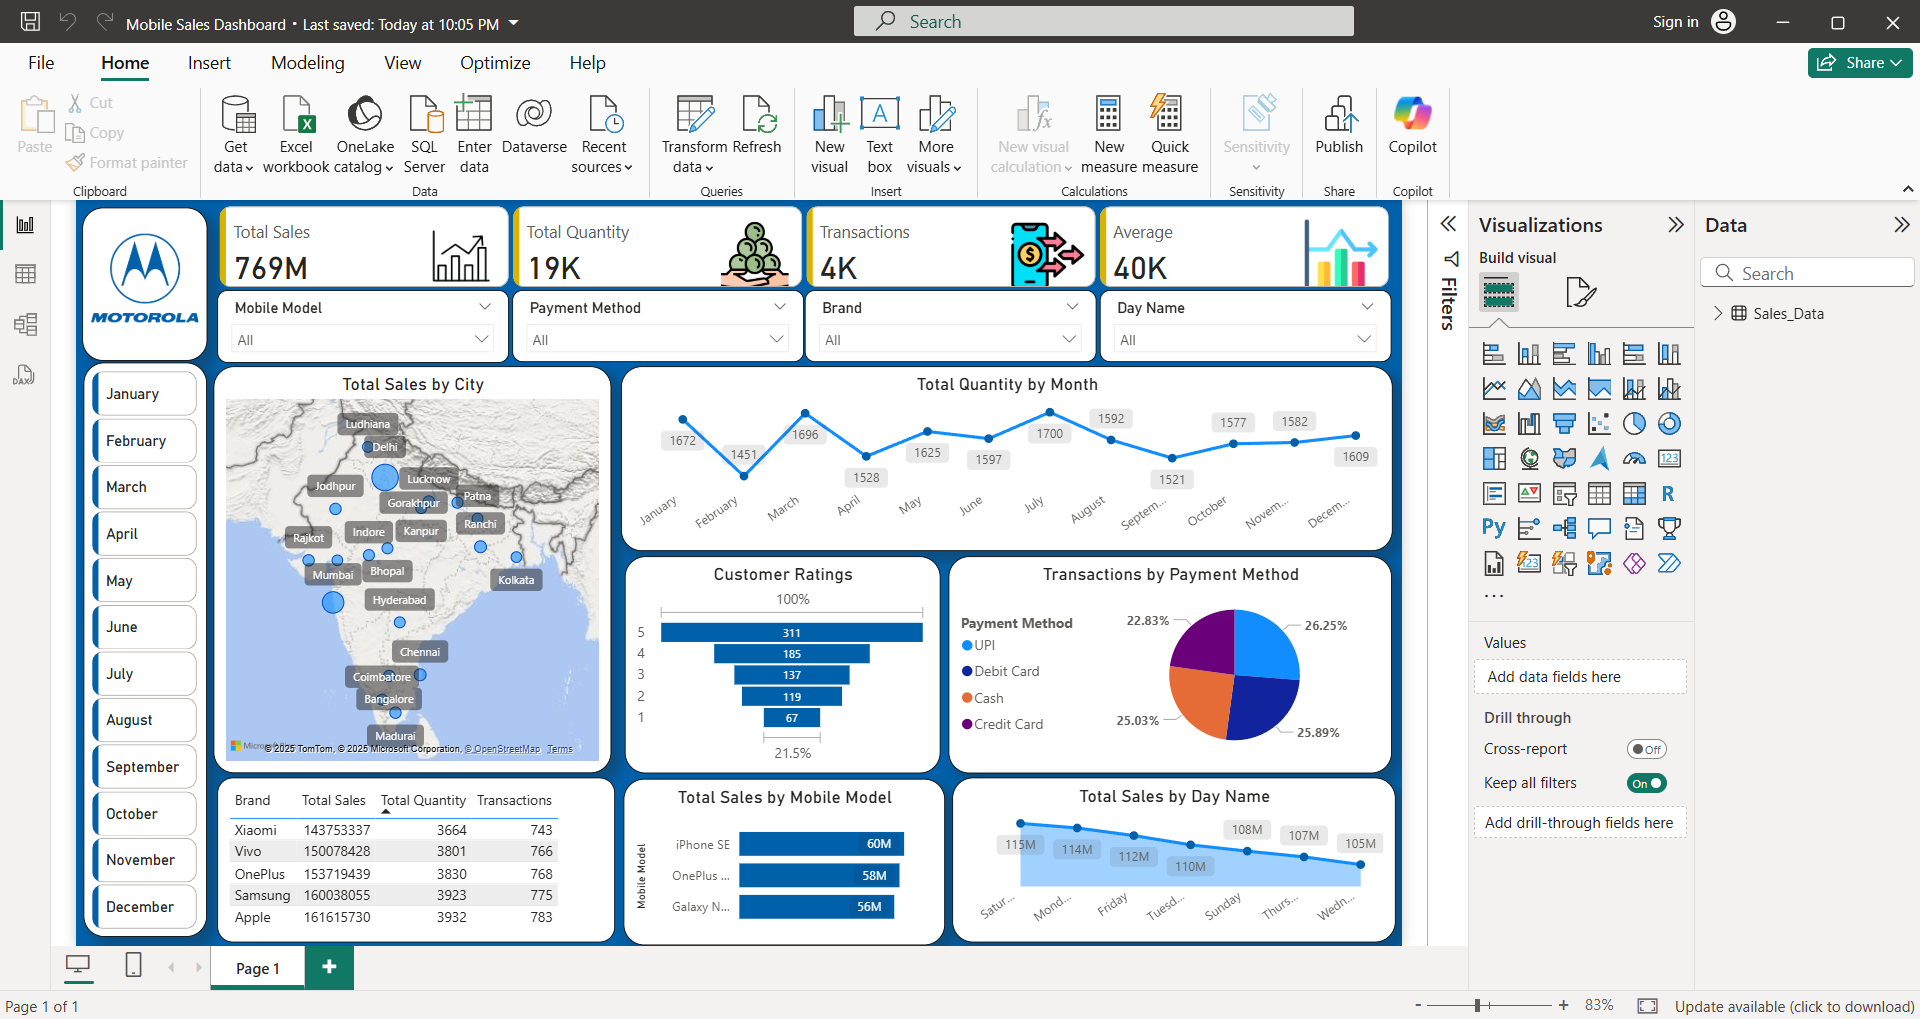 Mobile Sales Dashboard • Last saved: Today at 10:05 PM
Search
Sign in
File
Home
Insert
Modeling
View
Optimize
Help
Share
Paste
Cut
Copy
Format painter
Clipboard
Get data
Excel workbook
OneLake catalog
SQL Server
Enter data
Dataverse
Recent sources
Data
Transform data
Refresh
Queries
New visual
Text box
More visuals
Insert
New visual calculation
New measure
Quick measure
Calculations
Sensitivity
Sensitivity
Publish
Share
Copilot
Copilot
MOTOROLA
Total Sales
769M
Total Quantity
19K
Transactions
4K
Average
40K
Mobile Model
All
Payment Method
All
Brand
All
Day Name
All
January
February
March
April
May
June
July
August
September
October
November
December
Total Sales by City
Ludhiana
Delhi
Lucknow
Jodhpur
Gorakhpur
Patna
Ranchi
Rajkot
Indore
Kanpur
Mumbai
Bhopal
Kolkata
Hyderabad
Chennai
Coimbatore
Bangalore
Madurai
© 2025 TomTom, © 2025 Microsoft Corporation, © OpenStreetMap Terms
Total Quantity by Month
1672
1451
1696
1528
1625
1597
1700
1592
1521
1577
1582
1609
January
February
March
April
May
June
July
August
Septem...
October
Novem...
Decem...
Customer Ratings
100%
5 311
4 185
3 137
2 119
1 67
21.5%
Transactions by Payment Method
Payment Method
UPI
Debit Card
Cash
Credit Card
22.83%
26.25%
25.03%
25.89%
Brand Total Sales Total Quantity Transactions
Xiaomi 143753337 3664 743
Vivo 150078428 3801 766
OnePlus 153719439 3830 768
Samsung 160038055 3923 775
Apple 161615730 3932 783
Total Sales by Mobile Model
Mobile Model
iPhone SE 60M
OnePlus ... 58M
Galaxy N... 56M
Total Sales by Day Name
115M
114M
112M
110M
108M
107M
105M
Satur...
Mond...
Friday
Tuesd...
Sunday
Thurs...
Wedn...
Filters
Visualizations
Build visual
123
R
Py
123
...
Values
Add data fields here
Drill through
Cross-report
Off
Keep all filters
On
Add drill-through fields here
Data
Search
Sales_Data
DAX
Page 1
+
Page 1 of 1
- + 83%
Update available (click to download)